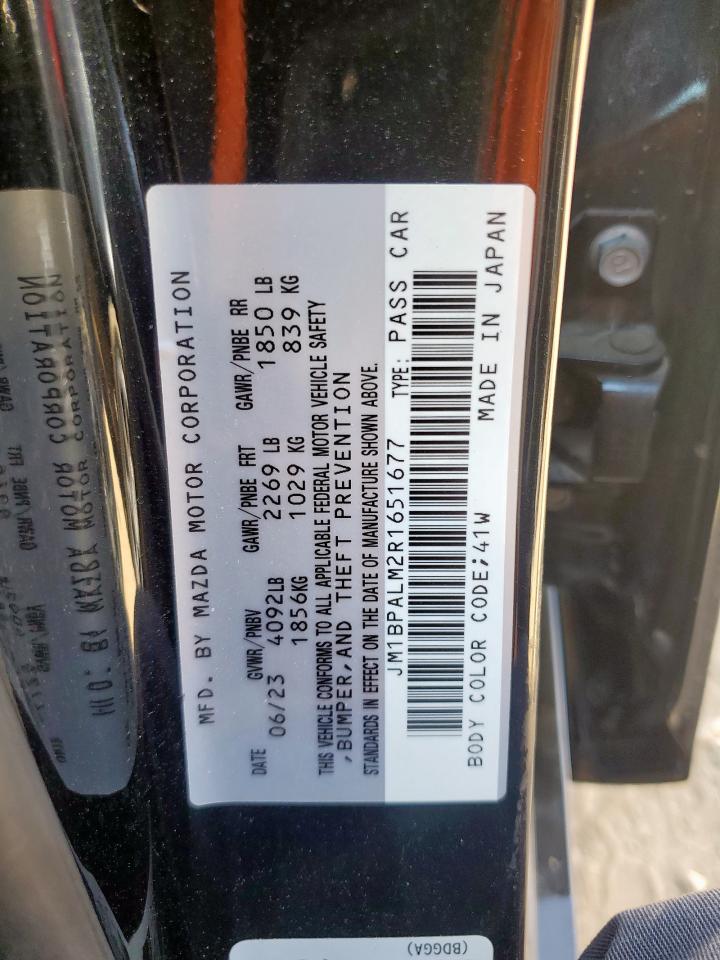 MFD. BY MAZDA MOTOR CORPORATION
DATE GVWR/PNBV GAWR/PNBE FRT GAWR/PNBE RR
06/23 4092LB 2269 LB 1850 LB
1856KG 1029 KG 839 KG
THIS VEHICLE CONFORMS TO ALL APPLICABLE FEDERAL MOTOR VEHICLE SAFETY
,BUMPER,AND THEFT PREVENTION
STANDARDS IN EFFECT ON THE DATE OF MANUFACTURE SHOWN ABOVE.
JM1BPALM2R1651677 TYPE: PASS CAR
BODY COLOR CODE;41W MADE IN JAPAN
(BDGGA)